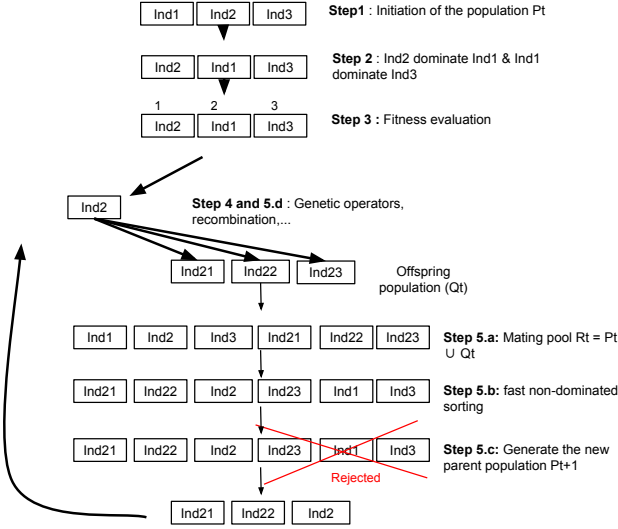 Ind1 Ind2 Ind3
Step1 : Initiation of the population Pt
Ind2 Ind1 Ind3
Step 2 : Ind2 dominate Ind1 & Ind1
dominate Ind3
1 2 3
Ind2 Ind1 Ind3
Step 3 : Fitness evaluation
Ind2
Step 4 and 5.d : Genetic operators,
recombination,...
Ind21 Ind22 Ind23
Offspring
population (Qt)
Ind1 Ind2 Ind3 Ind21 Ind22 Ind23
Step 5.a: Mating pool Rt = Pt
∪ Qt
Ind21 Ind22 Ind2 Ind23 Ind1 Ind3
Step 5.b: fast non-dominated
sorting
Ind21 Ind22 Ind2 Ind23 Ind1 Ind3
Step 5.c: Generate the new
parent population Pt+1
Rejected
Ind21 Ind22 Ind2